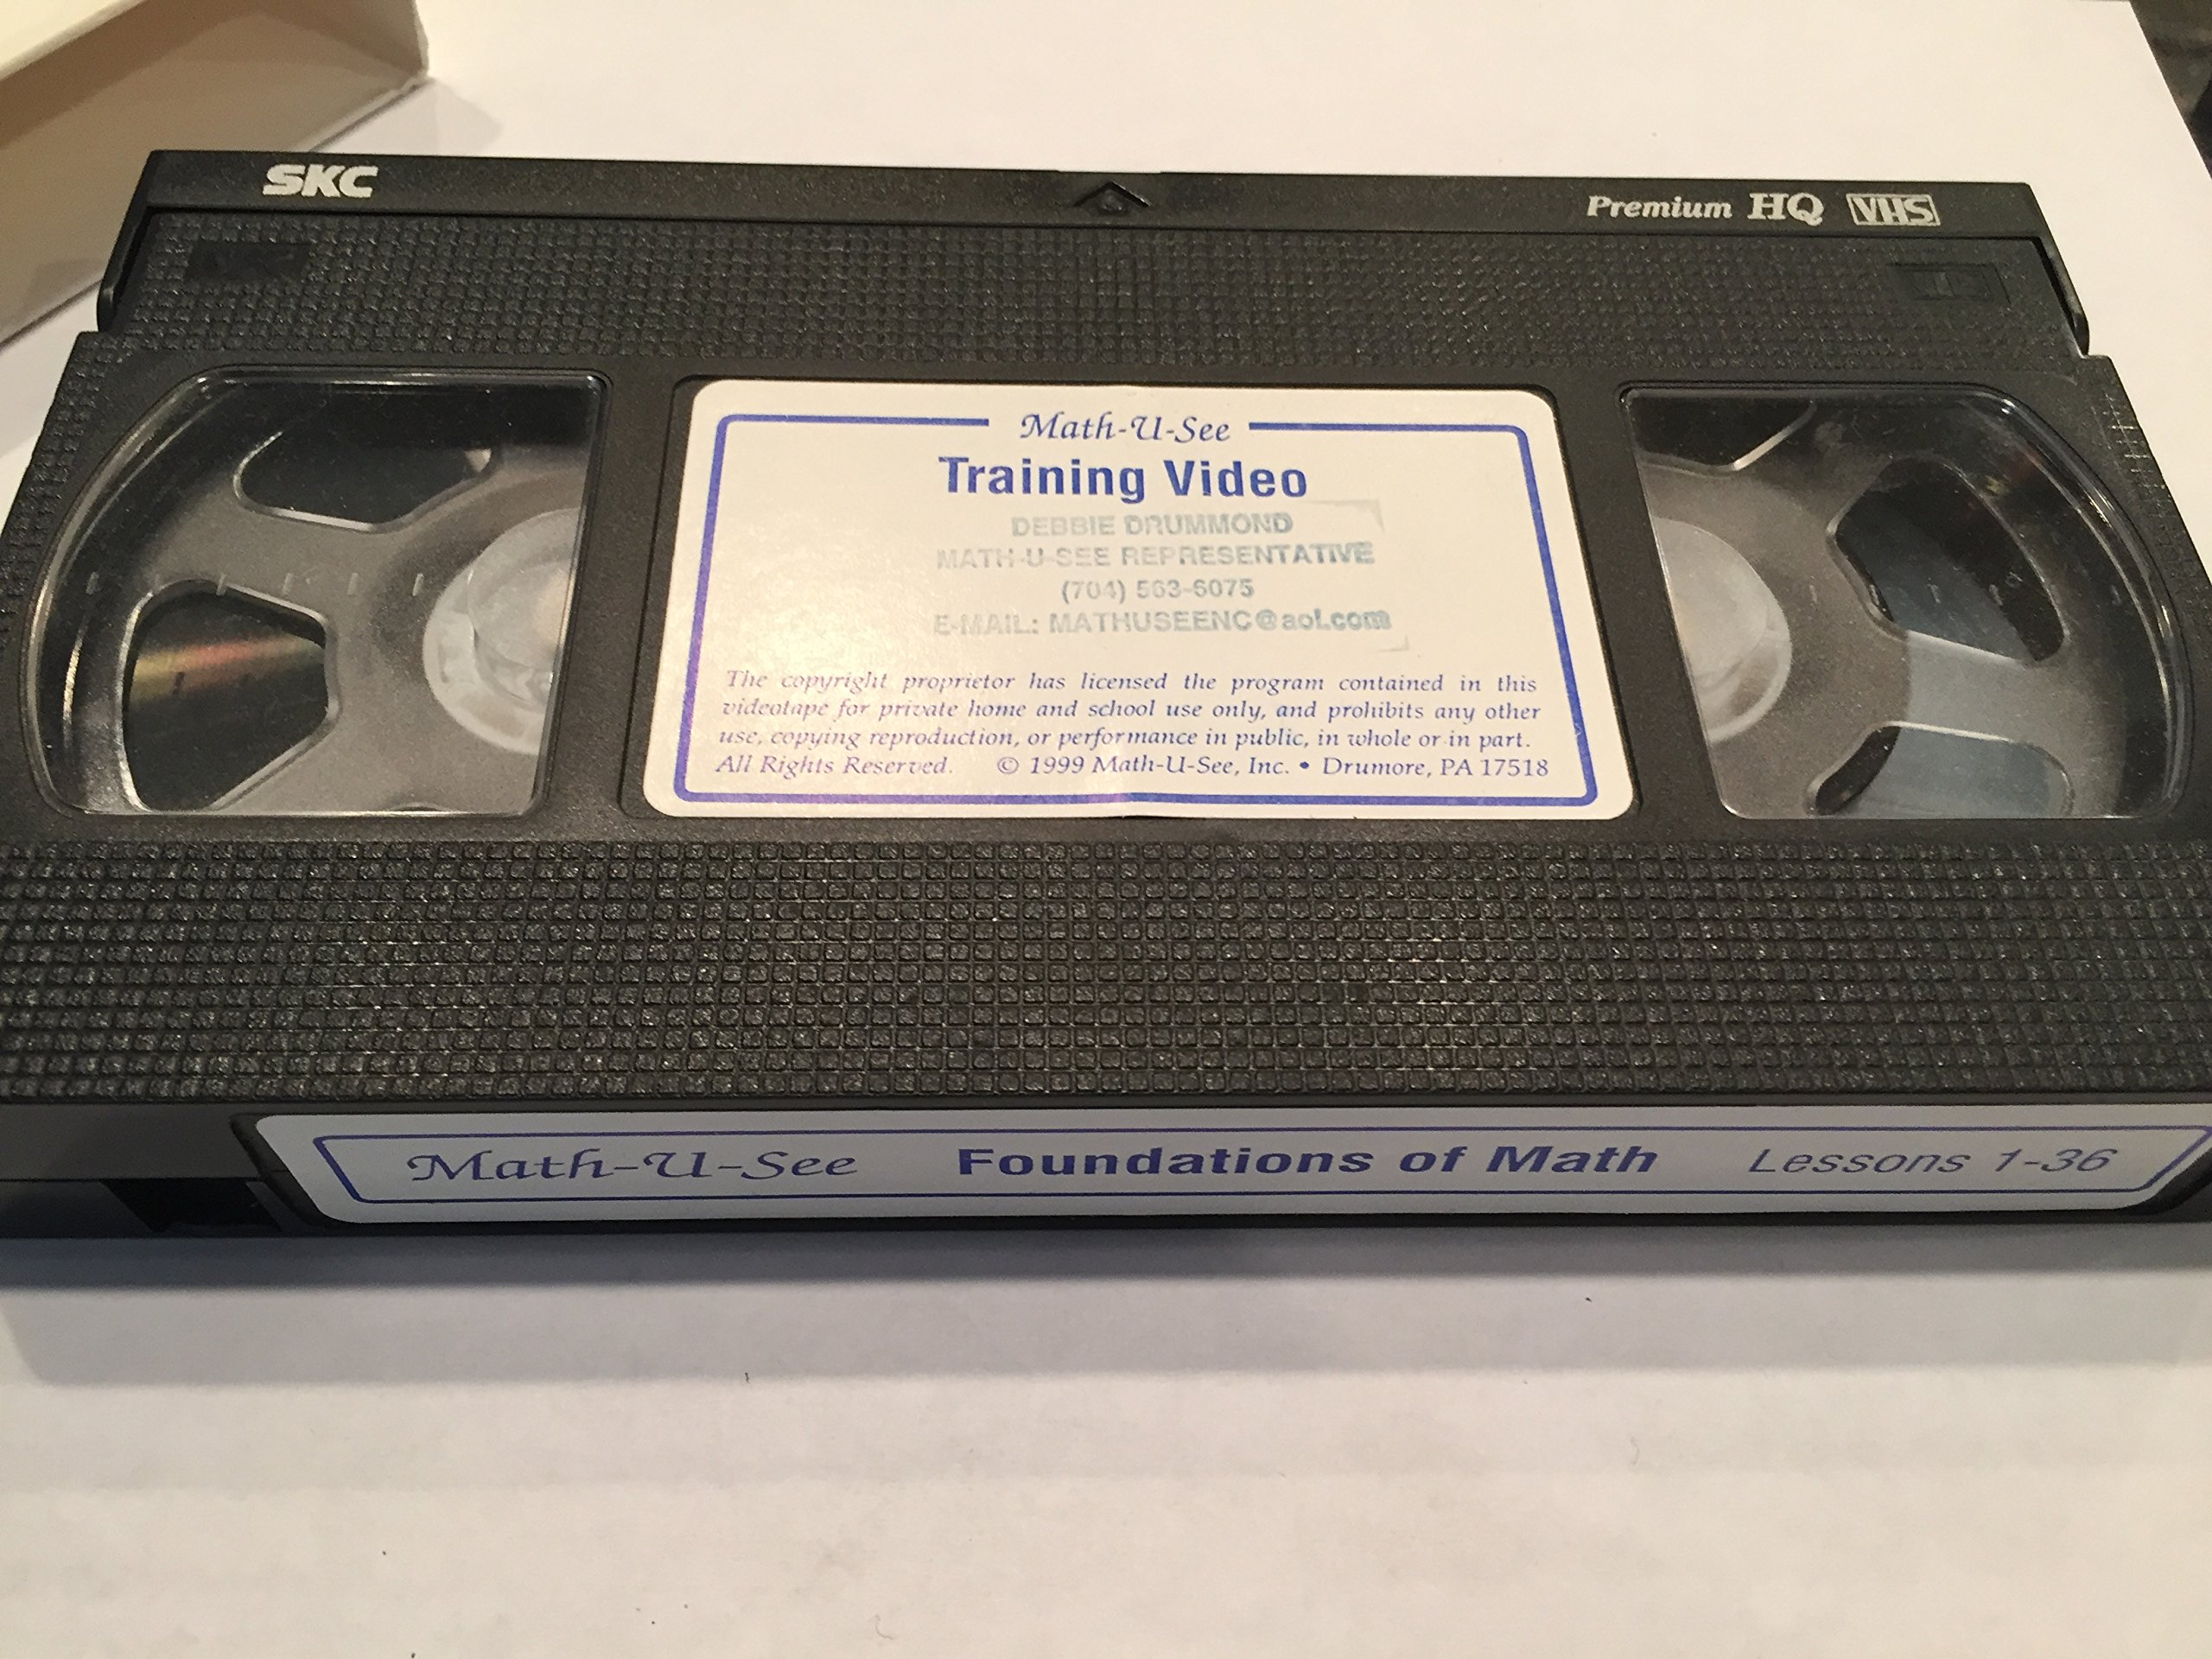 SKC
Premium HQ VHS
Math-U-See
Training Video
DEBBIE DRUMMOND
MATH-U-SEE REPRESENTATIVE
(704) 563-6075
E-MAIL: MATHUSEENC@aol.com
The copyright proprietor has licensed the program contained in this
videotape for private home and school use only, and prohibits any other
use, copying reproduction, or performance in public, in whole or in part.
All Rights Reserved. © 1999 Math-U-See, Inc. • Drumore, PA 17518
Math-U-See Foundations of Math Lessons 1-36